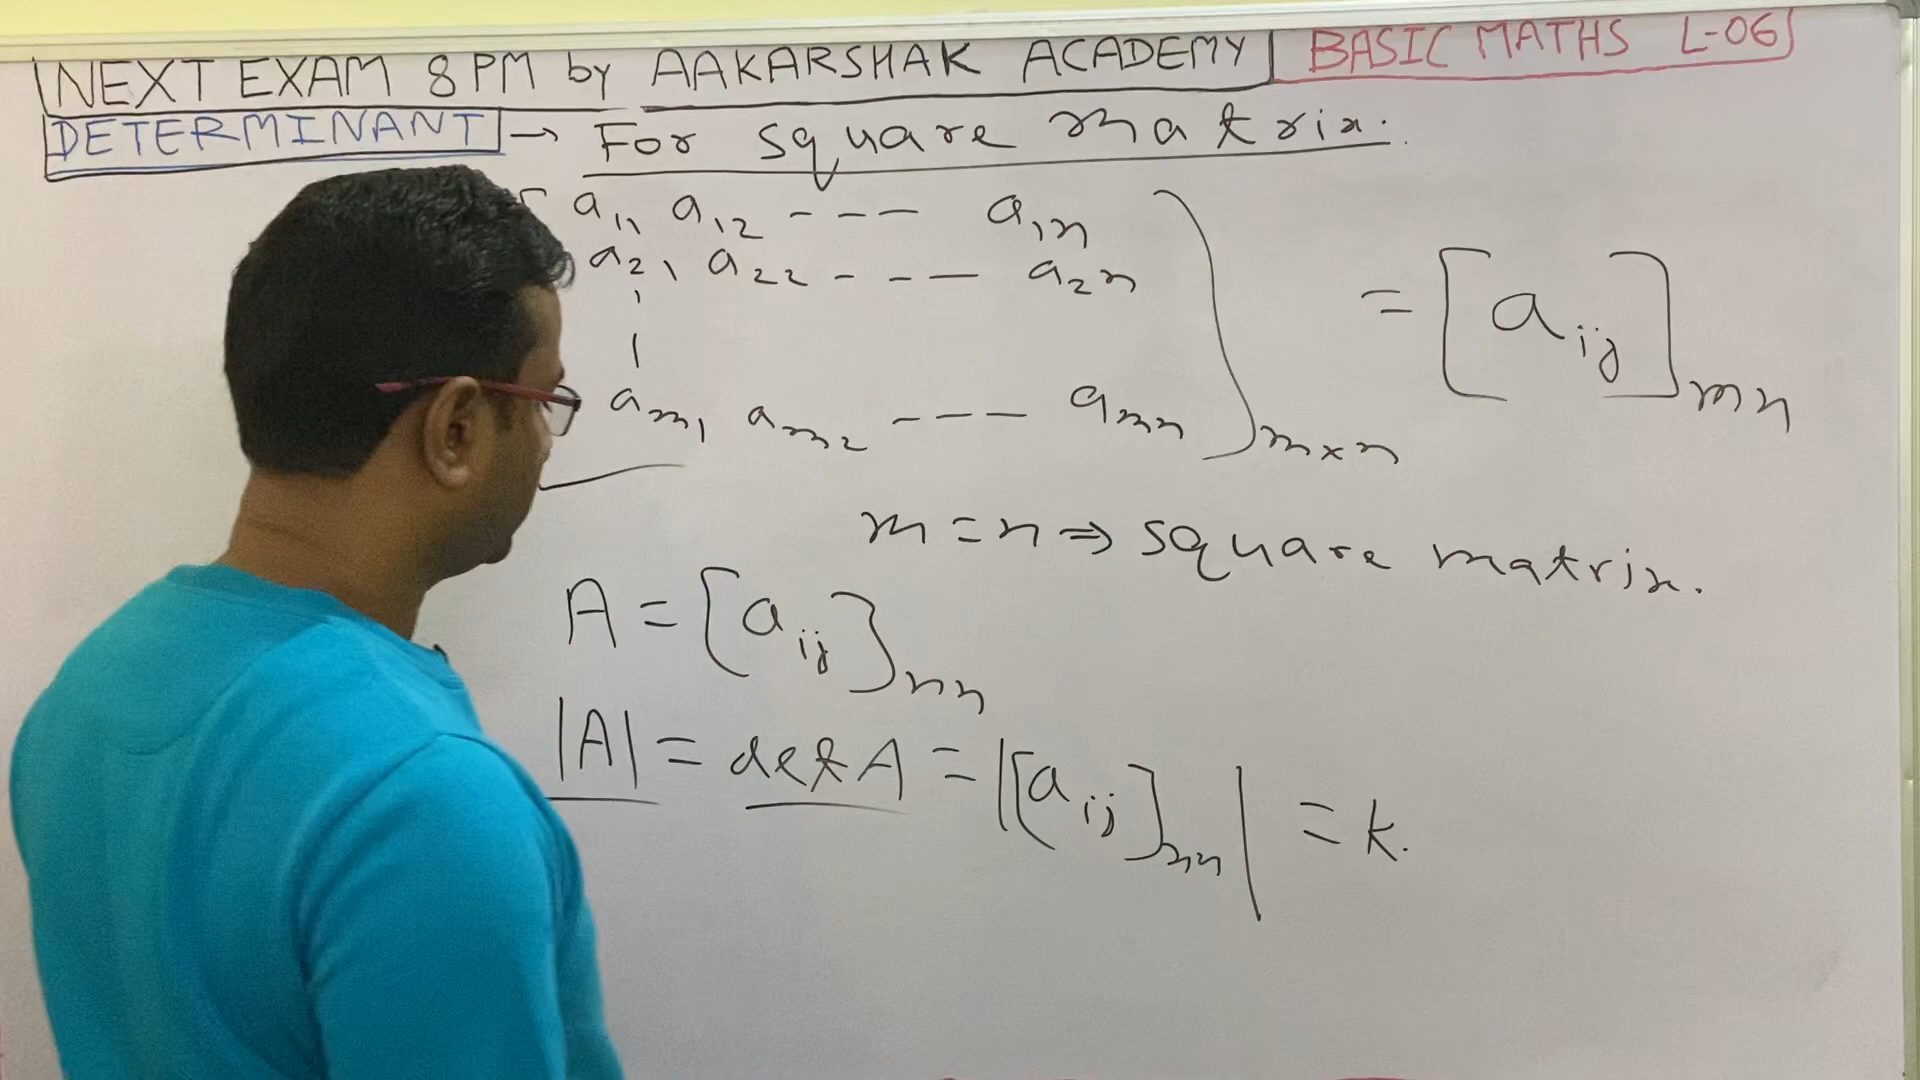 NEXT EXAM 8 PM by AAKARSHAK ACADEMY BASIC MATHS L-06
DETERMINANT → For square matrix.
[ a₁₁ a₁₂ --- a₁ₙ
a₂₁ a₂₂ --- a₂ₙ
aₘ₁ aₘ₂ --- aₘₙ ]ₘ×ₙ = [aᵢⱼ]ₘₙ
m = n ⇒ square matrix.
A = [aᵢⱼ]ₙₙ
|A| = det A = |[aᵢⱼ]ₙₙ| = k.